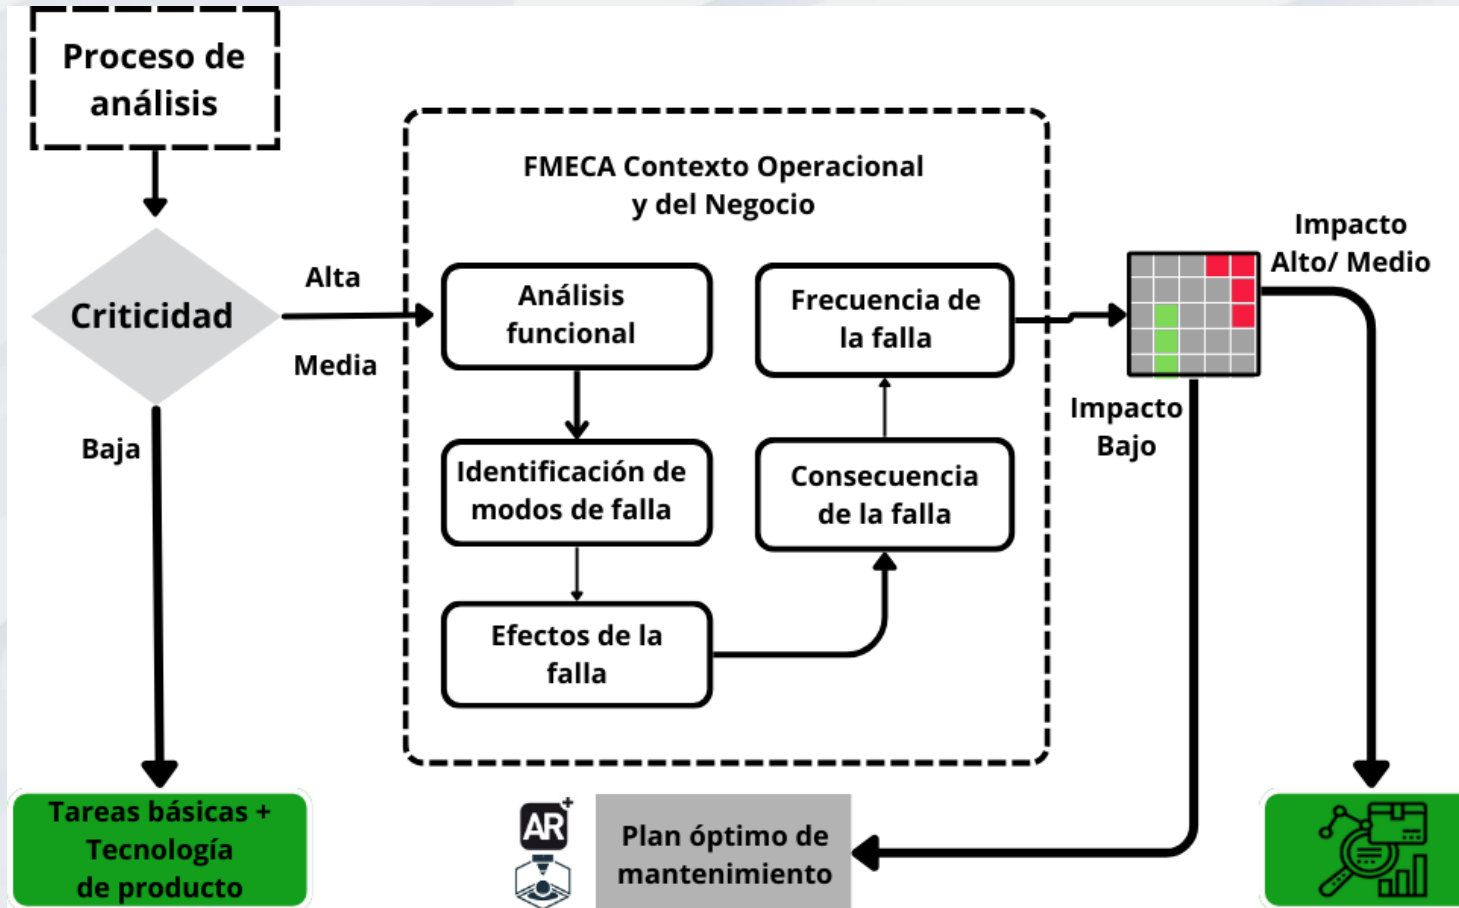 Proceso de
análisis
Criticidad
Alta
Media
Baja
FMECA Contexto Operacional
y del Negocio
Análisis
funcional
Identificación de
modos de falla
Efectos de la
falla
Consecuencia
de la falla
Frecuencia de
la falla
Impacto
Alto/ Medio
Impacto
Bajo
Tareas básicas +
Tecnología
de producto
AR+
Plan óptimo de
mantenimiento